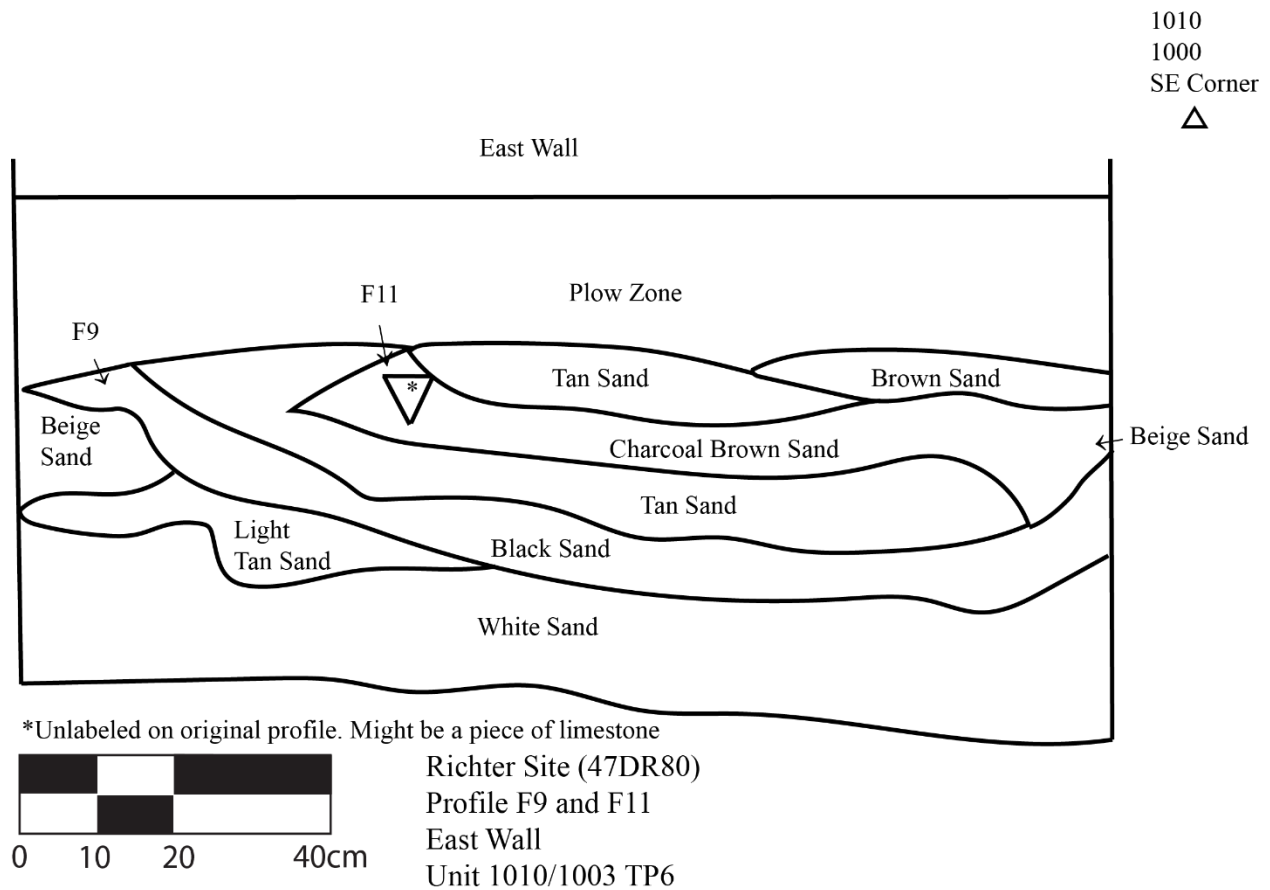 1010
1000
SE Corner
East Wall
F11
Plow Zone
F9
Tan Sand
Brown Sand
Beige
Sand
Charcoal Brown Sand
Beige Sand
Tan Sand
Light
Tan Sand
Black Sand
White Sand
*
*Unlabeled on original profile. Might be a piece of limestone
Richter Site (47DR80)
Profile F9 and F11
East Wall
Unit 1010/1003 TP6
0 10 20 40cm